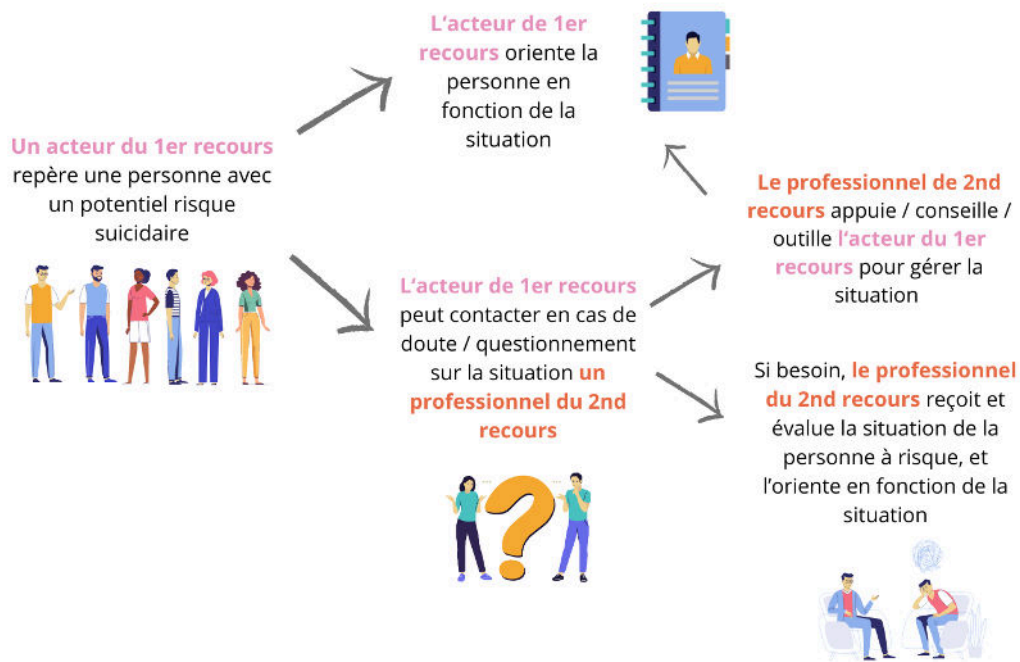 Un acteur du 1er recours
repère une personne avec
un potentiel risque
suicidaire
L'acteur de 1er
recours oriente la
personne en
fonction de la
situation
L'acteur de 1er recours
peut contacter en cas de
doute / questionnement
sur la situation un
professionnel du 2nd
recours
Le professionnel de 2nd
recours appuie / conseille /
outille l'acteur du 1er
recours pour gérer la
situation
Si besoin, le professionnel
du 2nd recours reçoit et
évalue la situation de la
personne à risque, et
l'oriente en fonction de la
situation